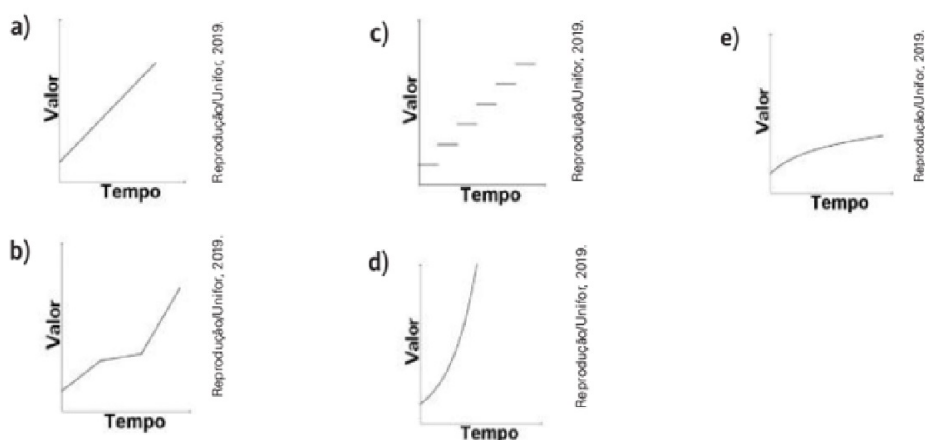 a)
Valor
Tempo
Reprodução/Unifor, 2019.
b)
Valor
Tempo
Reprodução/Unifor, 2019.
c)
Valor
Tempo
Reprodução/Unifor, 2019.
d)
Valor
Tempo
Reprodução/Unifor, 2019.
e)
Valor
Tempo
Reprodução/Unifor, 2019.